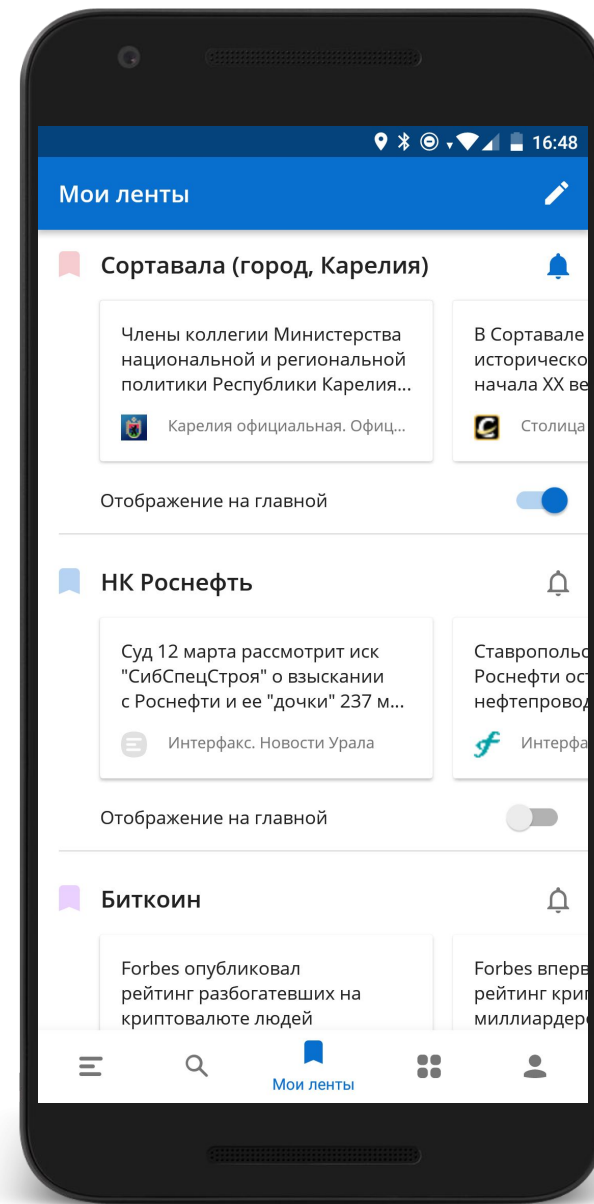 16:48
Мои ленты
Сортавала (город, Карелия)
Члены коллегии Министерства
национальной и региональной
политики Республики Карелия...
Карелия официальная. Офиц...
В Сортавале
историческо
начала XX ве
Столица
Отображение на главной
НК Роснефть
Суд 12 марта рассмотрит иск
"СибСпецСтроя" о взыскании
с Роснефти и ее "дочки" 237 м...
Интерфакс. Новости Урала
Ставропольс
Роснефти ост
нефтепровод
Интерфа
Отображение на главной
Биткоин
Forbes опубликовал
рейтинг разбогатевших на
криптовалюте людей
Forbes вперв
рейтинг крип
миллиардеро
Мои ленты